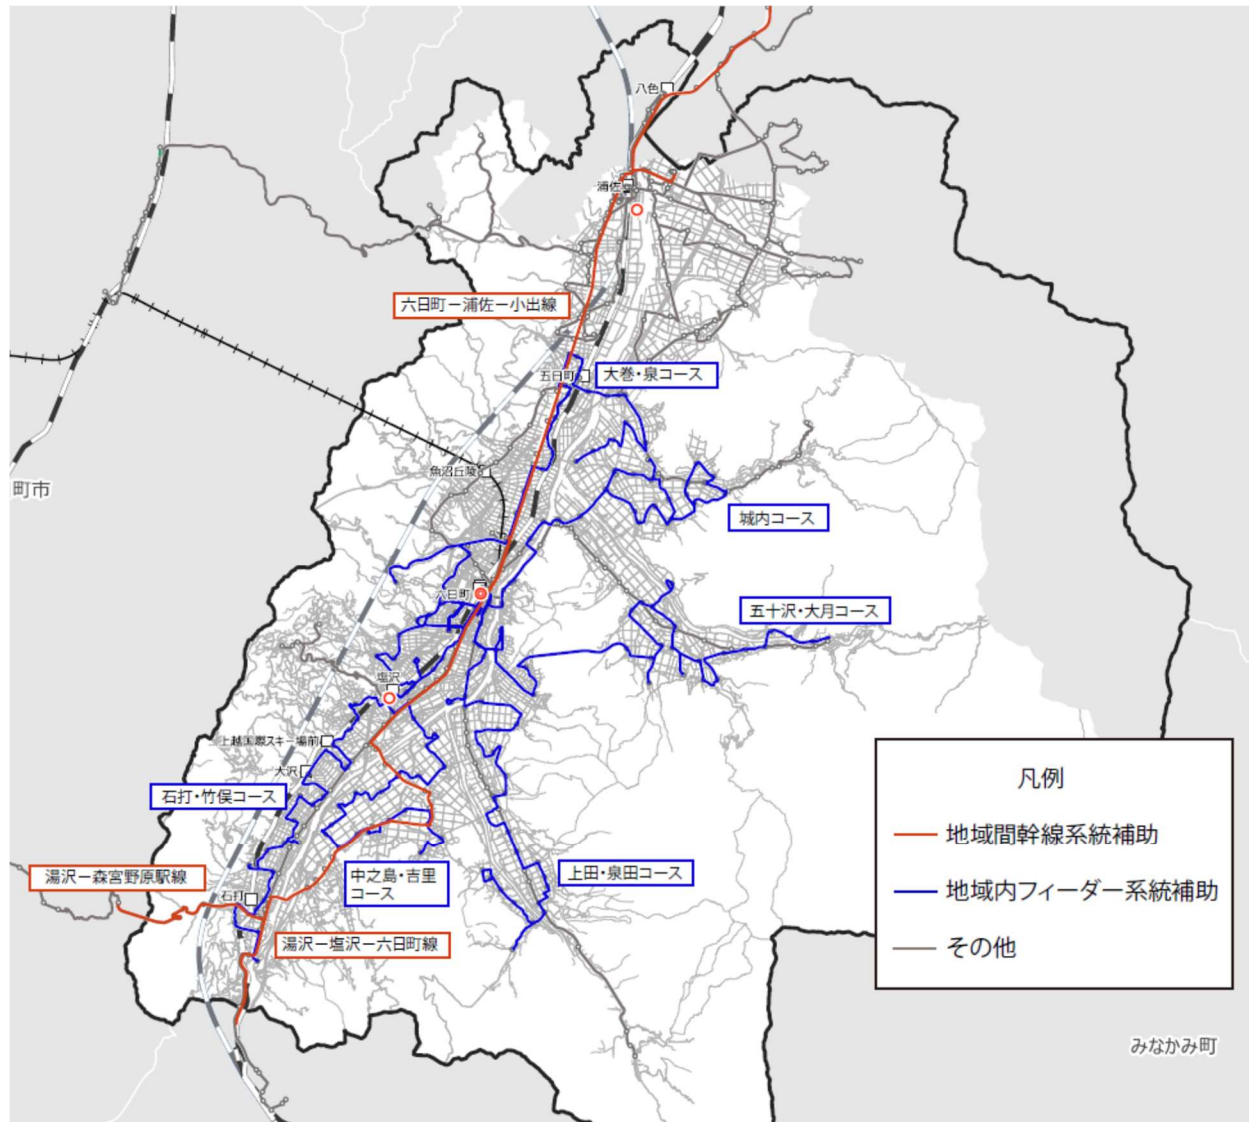 八色
浦佐
六日町ー浦佐ー小出線
五日町
大巻・泉コース
魚沼丘陵
町市
城内コース
六日町
五十沢・大月コース
塩沢
上越国際スキー場前
大沢
石打・竹俣コース
凡例
地域間幹線系統補助
地域内フィーダー系統補助
その他
湯沢ー森宮野原駅線
中之島・吉里
コース
上田・泉田コース
石打
湯沢ー塩沢ー六日町線
みなかみ町